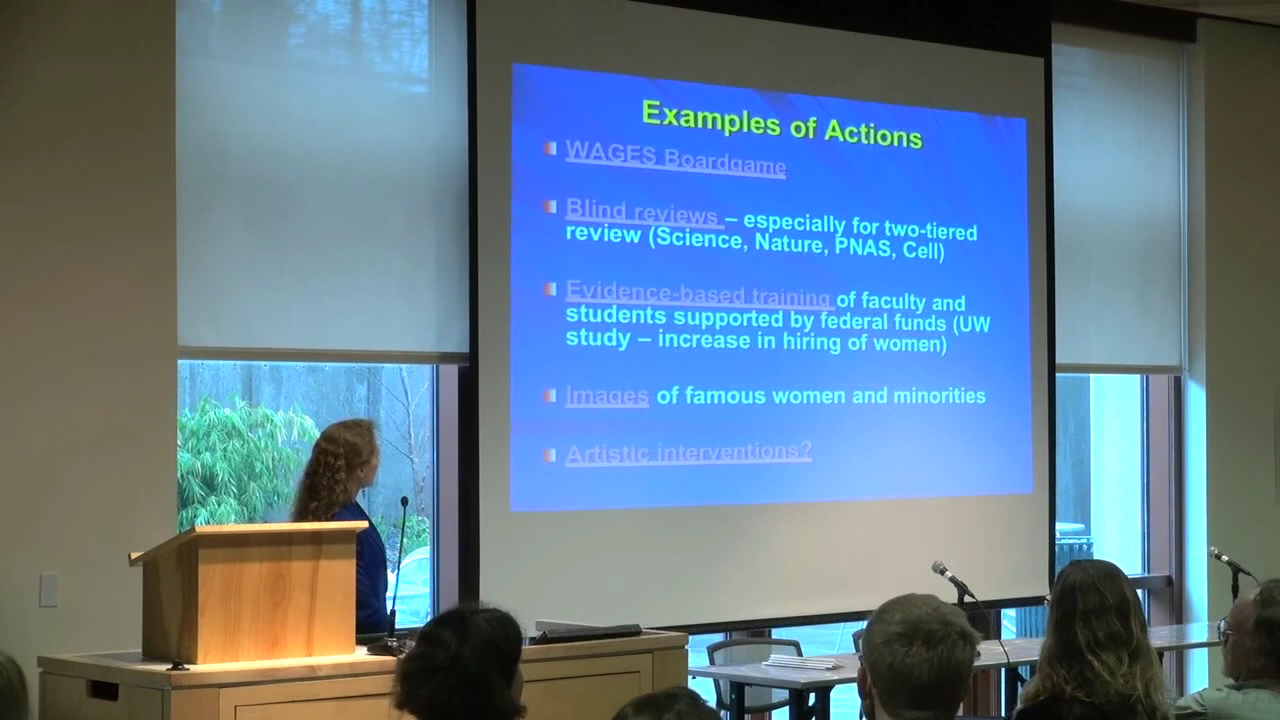 Examples of Actions
WAGES Boardgame
Blind reviews – especially for two-tiered
review (Science, Nature, PNAS, Cell)
Evidence-based training of faculty and
students supported by federal funds (UW
study – increase in hiring of women)
Images of famous women and minorities
Artistic interventions?